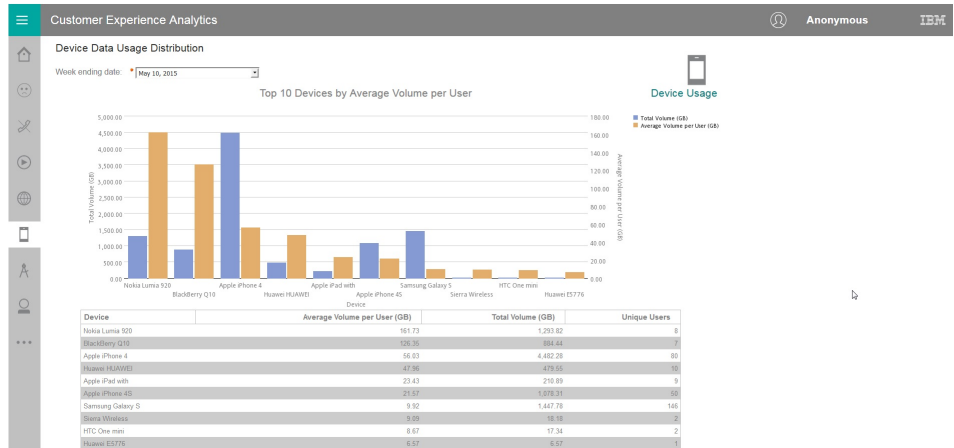 Customer Experience Analytics
Anonymous
IBM
Device Data Usage Distribution
Week ending date: * May 10, 2015
Device Usage
Top 10 Devices by Average Volume per User
Total Volume (GB)
Average Volume per User (GB)
5,000.00
4,500.00
4,000.00
3,500.00
3,000.00
2,500.00
2,000.00
1,500.00
1,000.00
500.00
0.00
Total Volume (GB)
180.00
160.00
140.00
120.00
100.00
80.00
60.00
40.00
20.00
0.00
Average Volume per User (GB)
Nokia Lumia 920
BlackBerry Q10
Apple iPhone 4
Huawei HUAWEI
Apple iPad with
Apple iPhone 4S
Samsung Galaxy S
Sierra Wireless
HTC One mini
Huawei E5776
Device
Device Average Volume per User (GB) Total Volume (GB) Unique Users
Nokia Lumia 920 161.73 1,293.82 8
BlackBerry Q10 126.35 884.44 7
Apple iPhone 4 56.03 4,482.28 80
Huawei HUAWEI 47.96 479.55 10
Apple iPad with 23.43 210.89 9
Apple iPhone 4S 21.57 1,078.31 50
Samsung Galaxy S 9.92 1,447.78 146
Sierra Wireless 9.09 18.18 2
HTC One mini 8.67 17.34 2
Huawei E5776 6.57 6.57 1